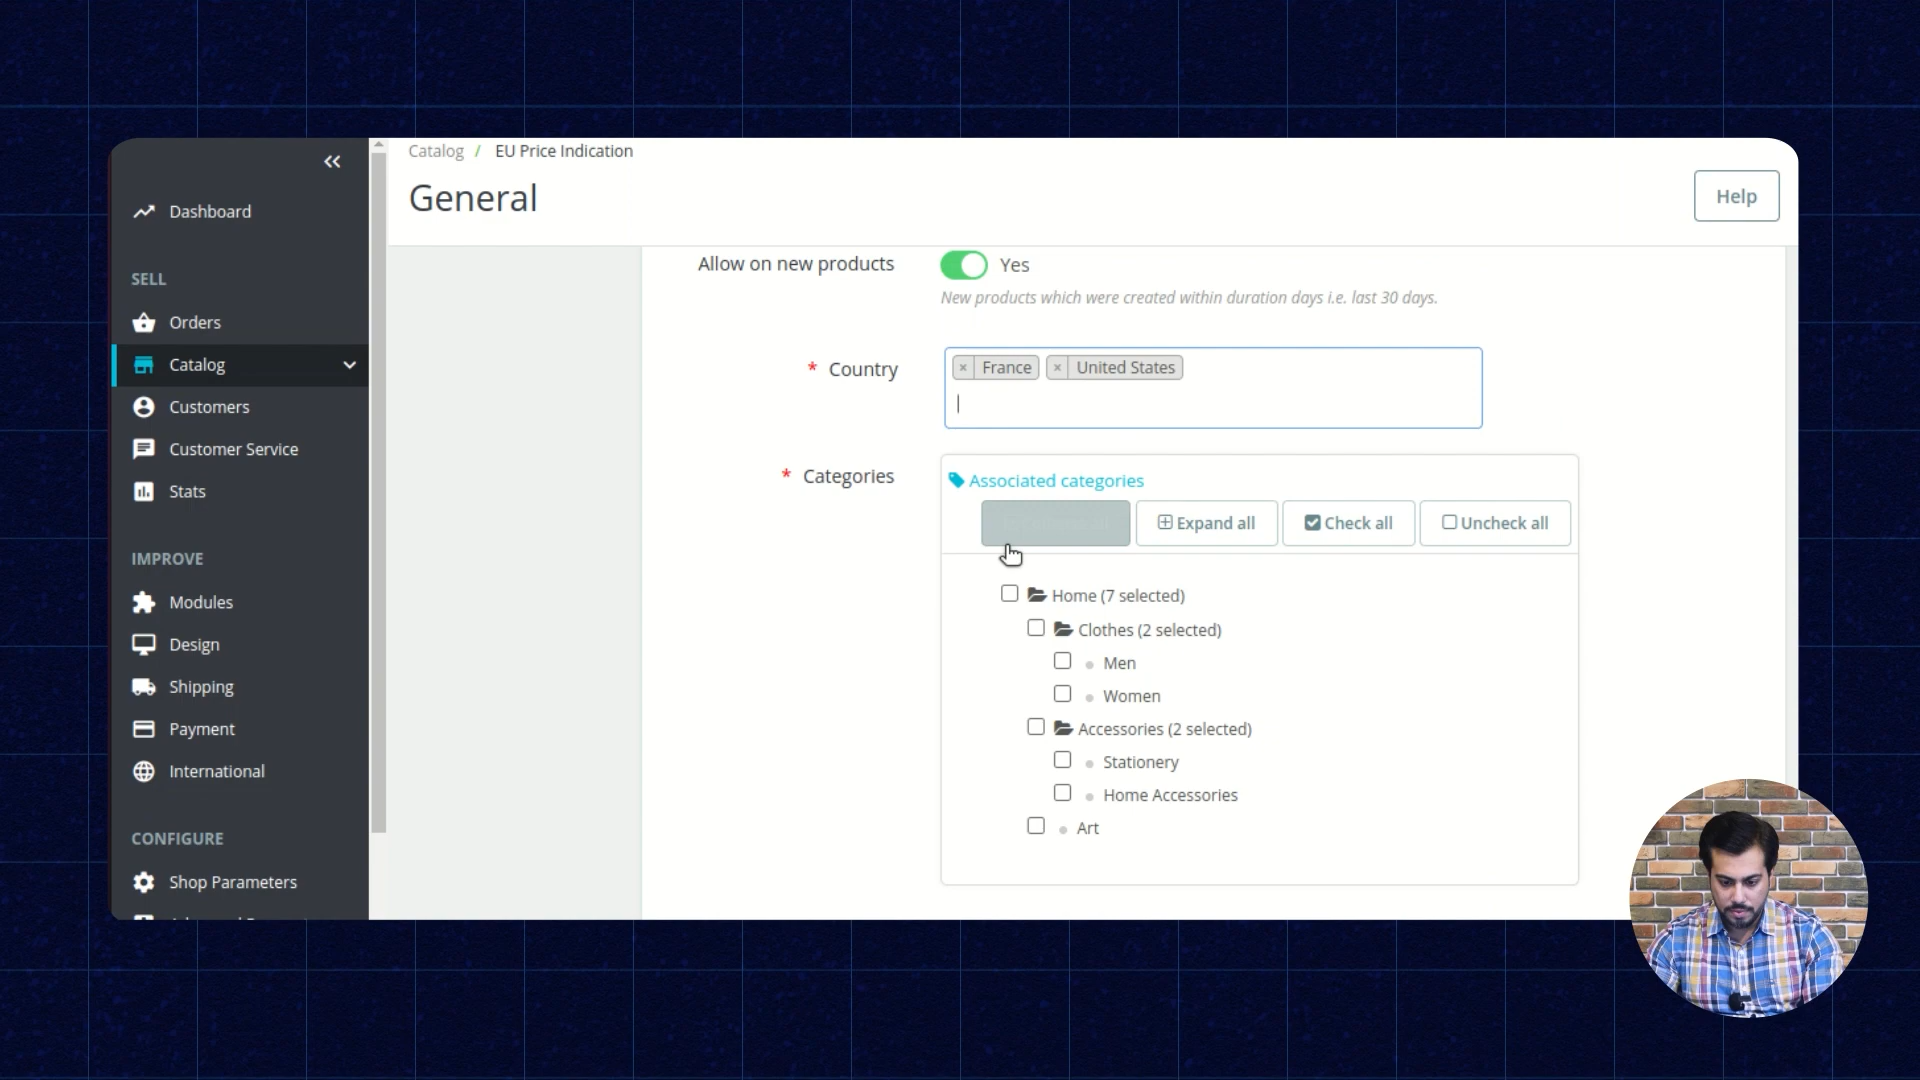 Dashboard
SELL
Orders
Catalog
Customers
Customer Service
Stats
IMPROVE
Modules
Design
Shipping
Payment
International
CONFIGURE
Shop Parameters
Catalog / EU Price Indication
General
Help
Allow on new products
Yes
New products which were created within duration days i.e. last 30 days.
* Country
× France × United States
* Categories
Associated categories
Expand all Check all Uncheck all
Home (7 selected)
Clothes (2 selected)
Men
Women
Accessories (2 selected)
Stationery
Home Accessories
Art